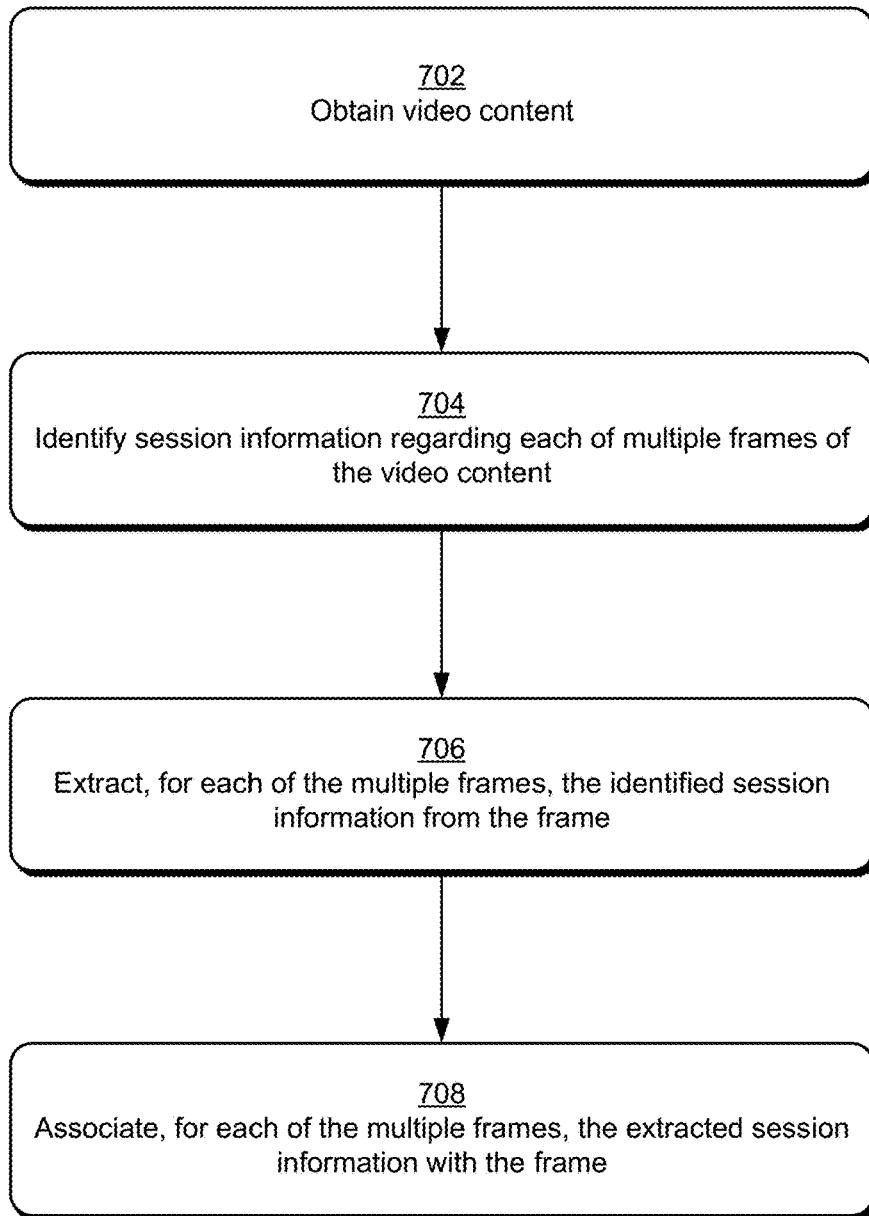 702
Obtain video content
704
Identify session information regarding each of multiple frames of
the video content
706
Extract, for each of the multiple frames, the identified session
information from the frame
708
Associate, for each of the multiple frames, the extracted session
information with the frame